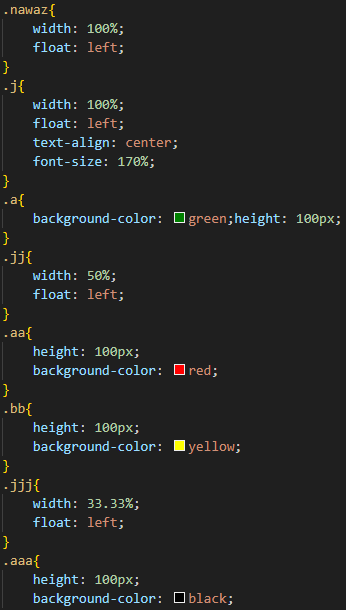 .nawaz{
    width: 100%;
    float: left;
}
.j{
    width: 100%;
    float: left;
    text-align: center;
    font-size: 170%;
}
.a{
    background-color: green;height: 100px;
}
.jj{
    width: 50%;
    float: left;
}
.aa{
    height: 100px;
    background-color: red;
}
.bb{
    height: 100px;
    background-color: yellow;
}
.jjj{
    width: 33.33%;
    float: left;
}
.aaa{
    height: 100px;
    background-color: black;